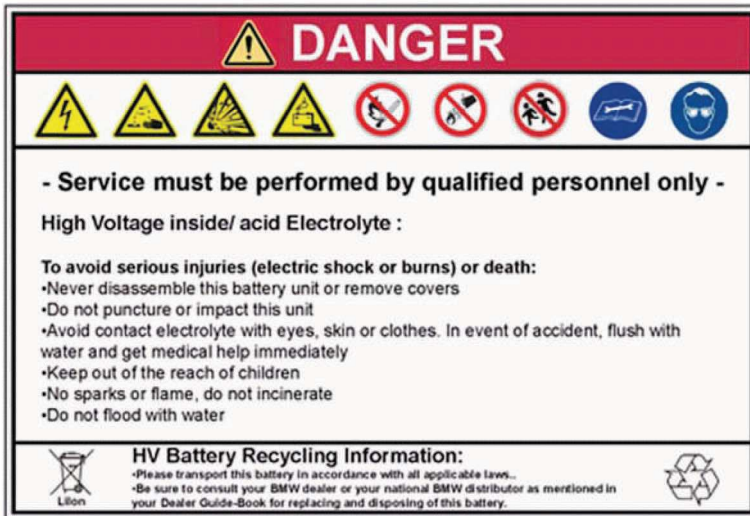 DANGER
- Service must be performed by qualified personnel only -
High Voltage inside/ acid Electrolyte :
To avoid serious injuries (electric shock or burns) or death:
•Never disassemble this battery unit or remove covers
•Do not puncture or impact this unit
•Avoid contact electrolyte with eyes, skin or clothes. In event of accident, flush with
water and get medical help immediately
•Keep out of the reach of children
•No sparks or flame, do not incinerate
•Do not flood with water
HV Battery Recycling Information:
•Please transport this battery in accordance with all applicable laws..
•Be sure to consult your BMW dealer or your national BMW distributor as mentioned in
your Dealer Guide-Book for replacing and disposing of this battery.
LiIon